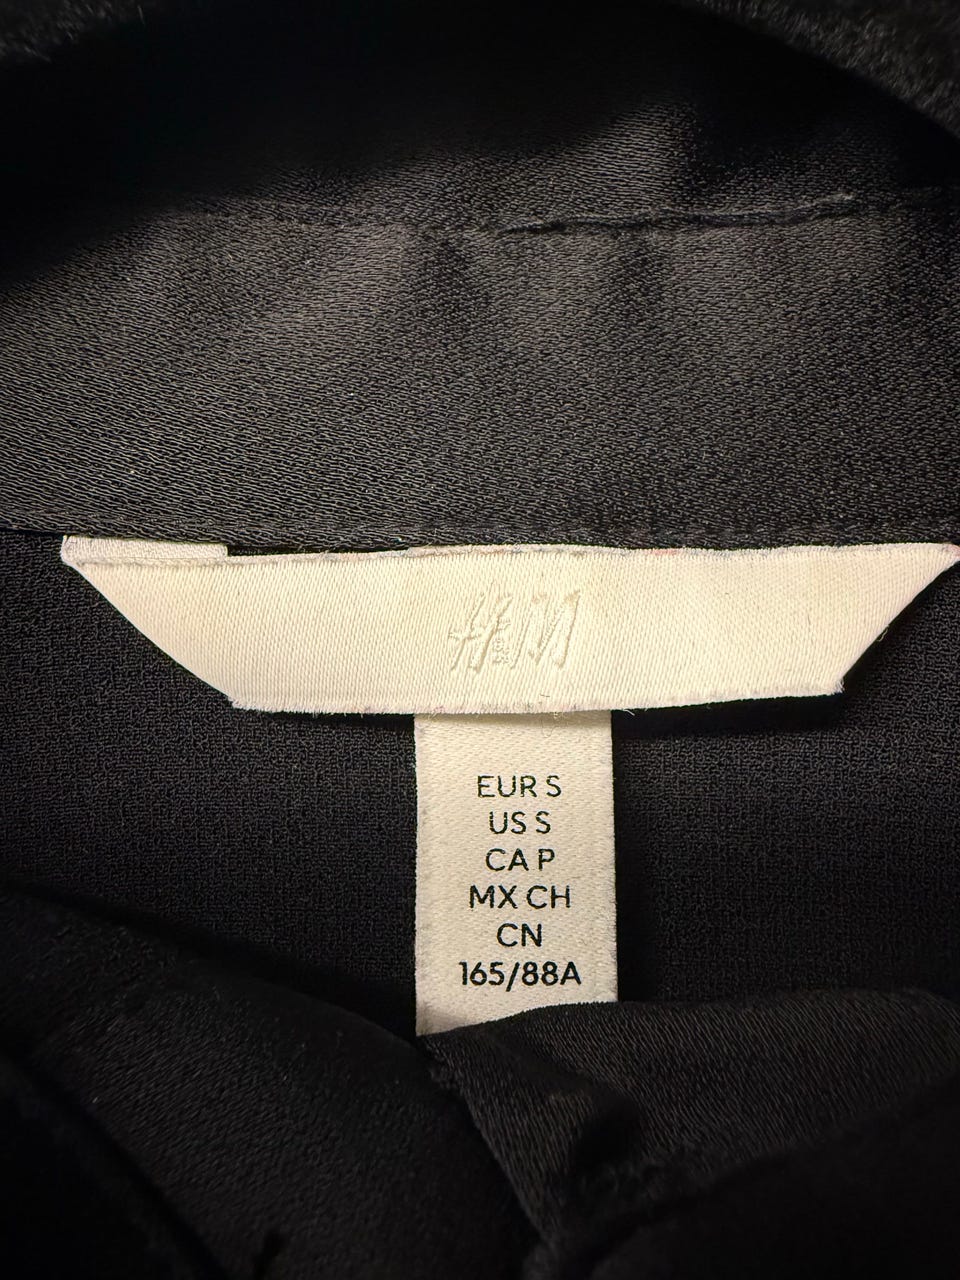 H&M
EUR S
US S
CA P
MX CH
CN
165/88A